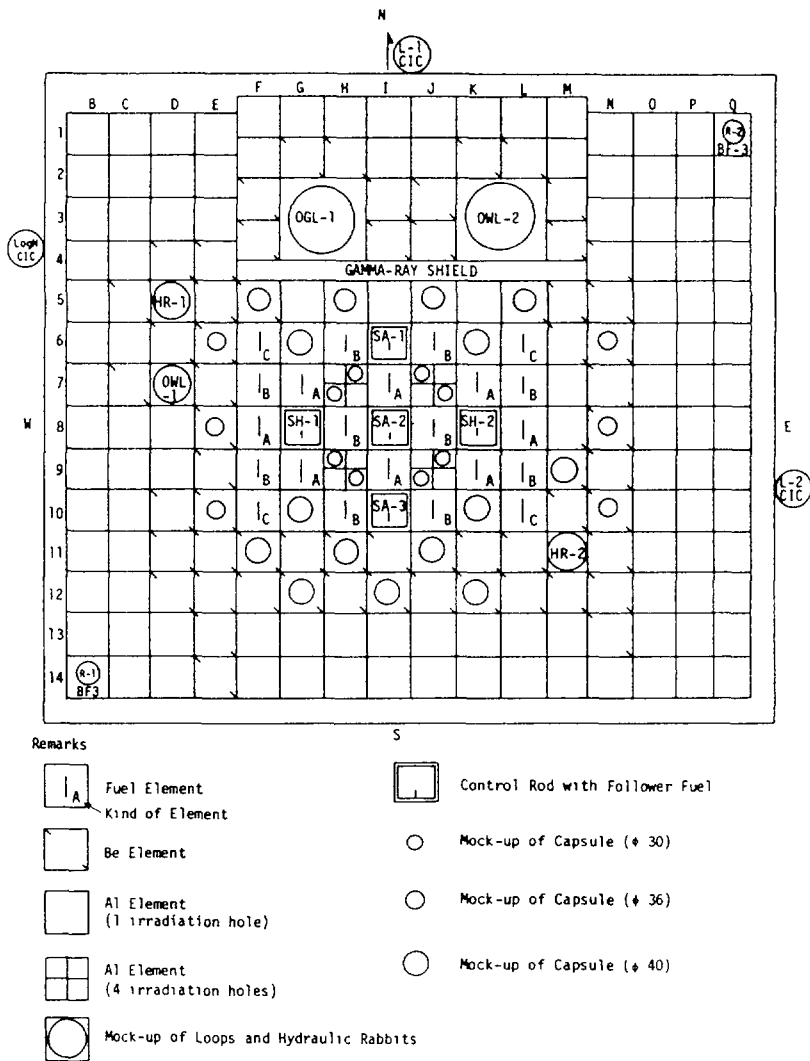 N
L-1
CIC
F G H I J K L M
B C D E N O P Q
1
R-2
BF-3
2
3 OGL-1 OWL-2
LogN
CIC
4
GAMMA-RAY SHIELD
5 HR-1
6 C B SA-1 B C
7 OWL
-1 B A A A B
W 8 A SH-1 B SA-2 B SH-2 A E
9 B A A A B
L-2
CIC
10 C B SA-3 B C
11 HR-2
12
13
14 R-1
BF3
S
Remarks
A Fuel Element
Kind of Element
Be Element
Al Element
(1 irradiation hole)
Al Element
(4 irradiation holes)
Mock-up of Loops and Hydraulic Rabbits
Control Rod with Follower Fuel
Mock-up of Capsule (φ 30)
Mock-up of Capsule (φ 36)
Mock-up of Capsule (φ 40)